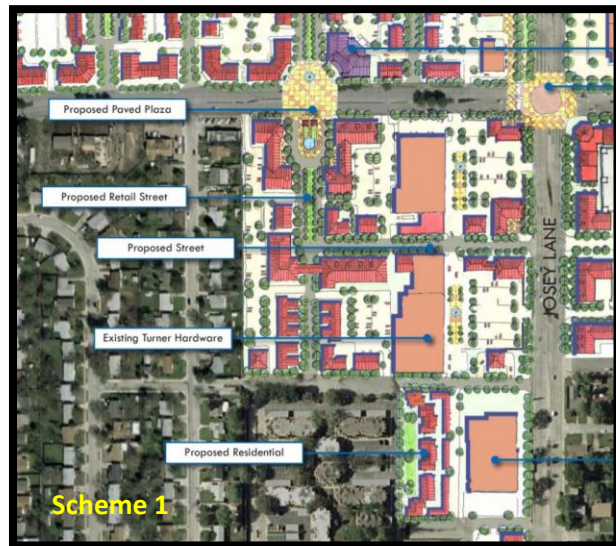 Proposed Paved Plaza
Proposed Retail Street
Proposed Street
JOSEY LANE
Existing Turner Hardware
Proposed Residential
Scheme 1